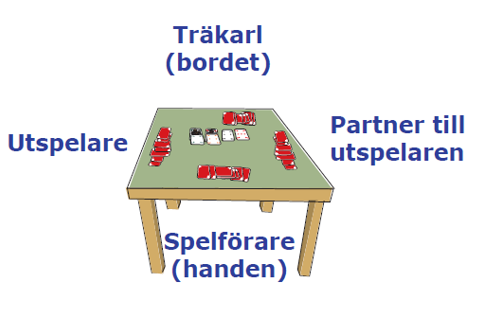 Träkarl
(bordet)
Utspelare
Partner till
utspelaren
Spelförare
(handen)